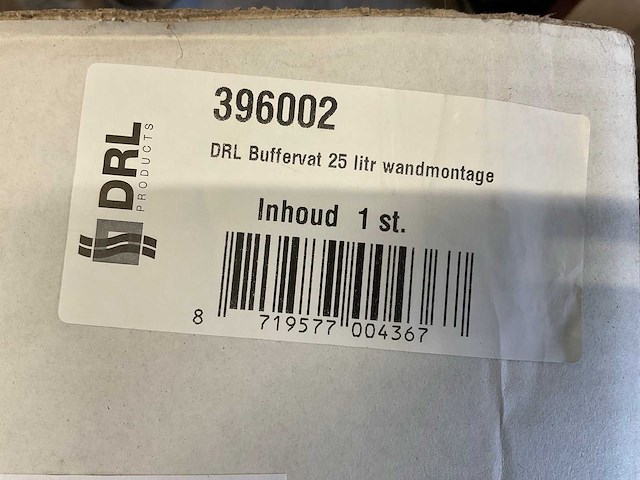 396002
DRL Buffervat 25 litr wandmontage
Inhoud 1 st.
8 719577 004367
DRL
PRODUCTS